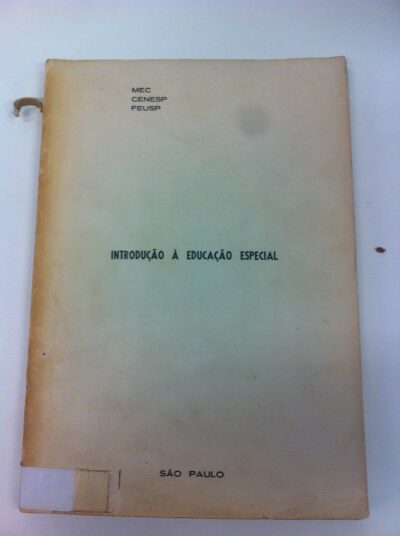 MEC
CENESP
FEUSP
INTRODUÇÃO À EDUCAÇÃO ESPECIAL
SÃO PAULO